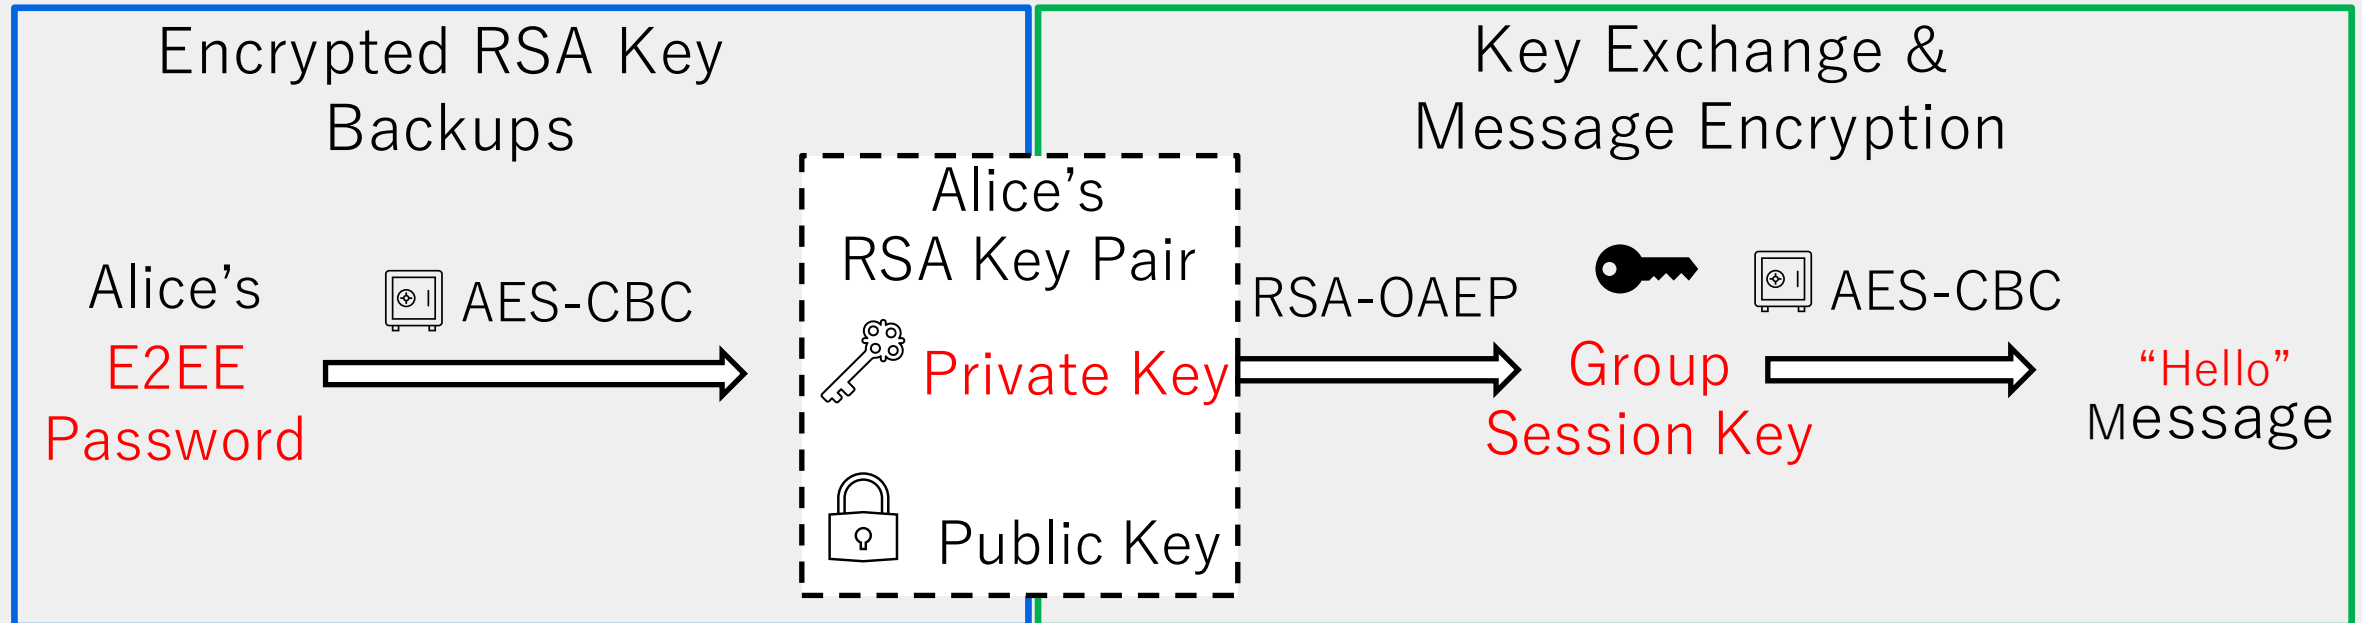 Encrypted RSA Key
Backups
Key Exchange &
Message Encryption
Alice’s
E2EE
Password
AES-CBC
Alice’s
RSA Key Pair
Private Key
Public Key
RSA-OAEP
Group
Session Key
AES-CBC
“Hello”
Message